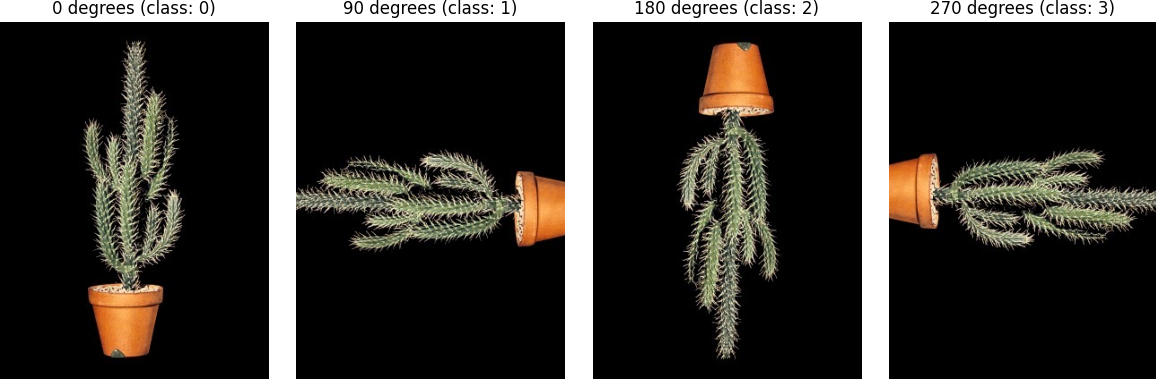 0 degrees (class: 0)
90 degrees (class: 1)
180 degrees (class: 2)
270 degrees (class: 3)